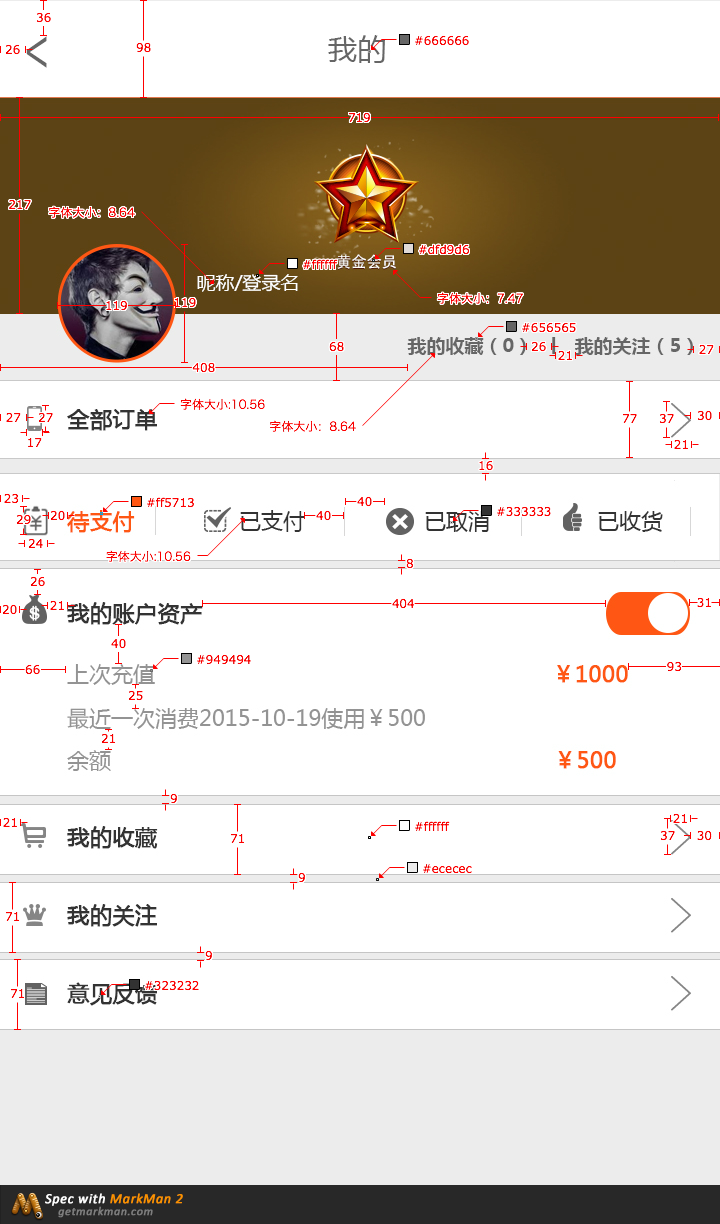 36
26 98 我的 #666666
719
217 字体大小：8.64
#dfd9d6
#ffffff 黄金会员
昵称/登录名
字体大小：7.47
119 119
#656565
68 我的收藏（0） 26 | 我的关注（5） 27
21
408
字体大小:10.56
27 27 全部订单 77 37 30
17 字体大小：8.64 21
16
23 #ff5713 40 #333333
29 20 待支付 已支付 40 已取消 已收货
24
字体大小:10.56
8
26
20 21 我的账户资产 404 31
40
66 上次充值 #949494 ￥1000 93
25
最近一次消费2015-10-19使用￥500
21
余额 ￥500
9
21 我的收藏 71 #ffffff 21
37 30
#ececec
9
71 我的关注
9
71 意见反馈 #323232
Spec with MarkMan 2
getmarkman.com